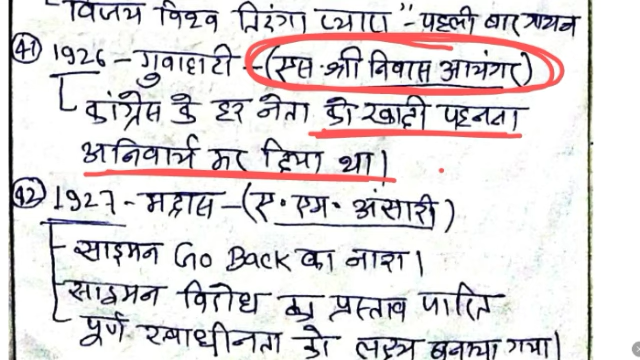 "विजय विश्व तिरंगा प्यारा" - पहली बार गायन
(41) 1926 - गुवाहाटी - (एस. श्री निवास आयंगर)
कांग्रेस के हर नेता को खादी पहनना
अनिवार्य कर दिया था।
(42) 1927 - मद्रास - (ए. एम. अंसारी)
साइमन Go Back का नारा।
साइमन विरोध का प्रस्ताव पारित
पूर्ण स्वाधीनता को लक्ष्य बनाया गया।